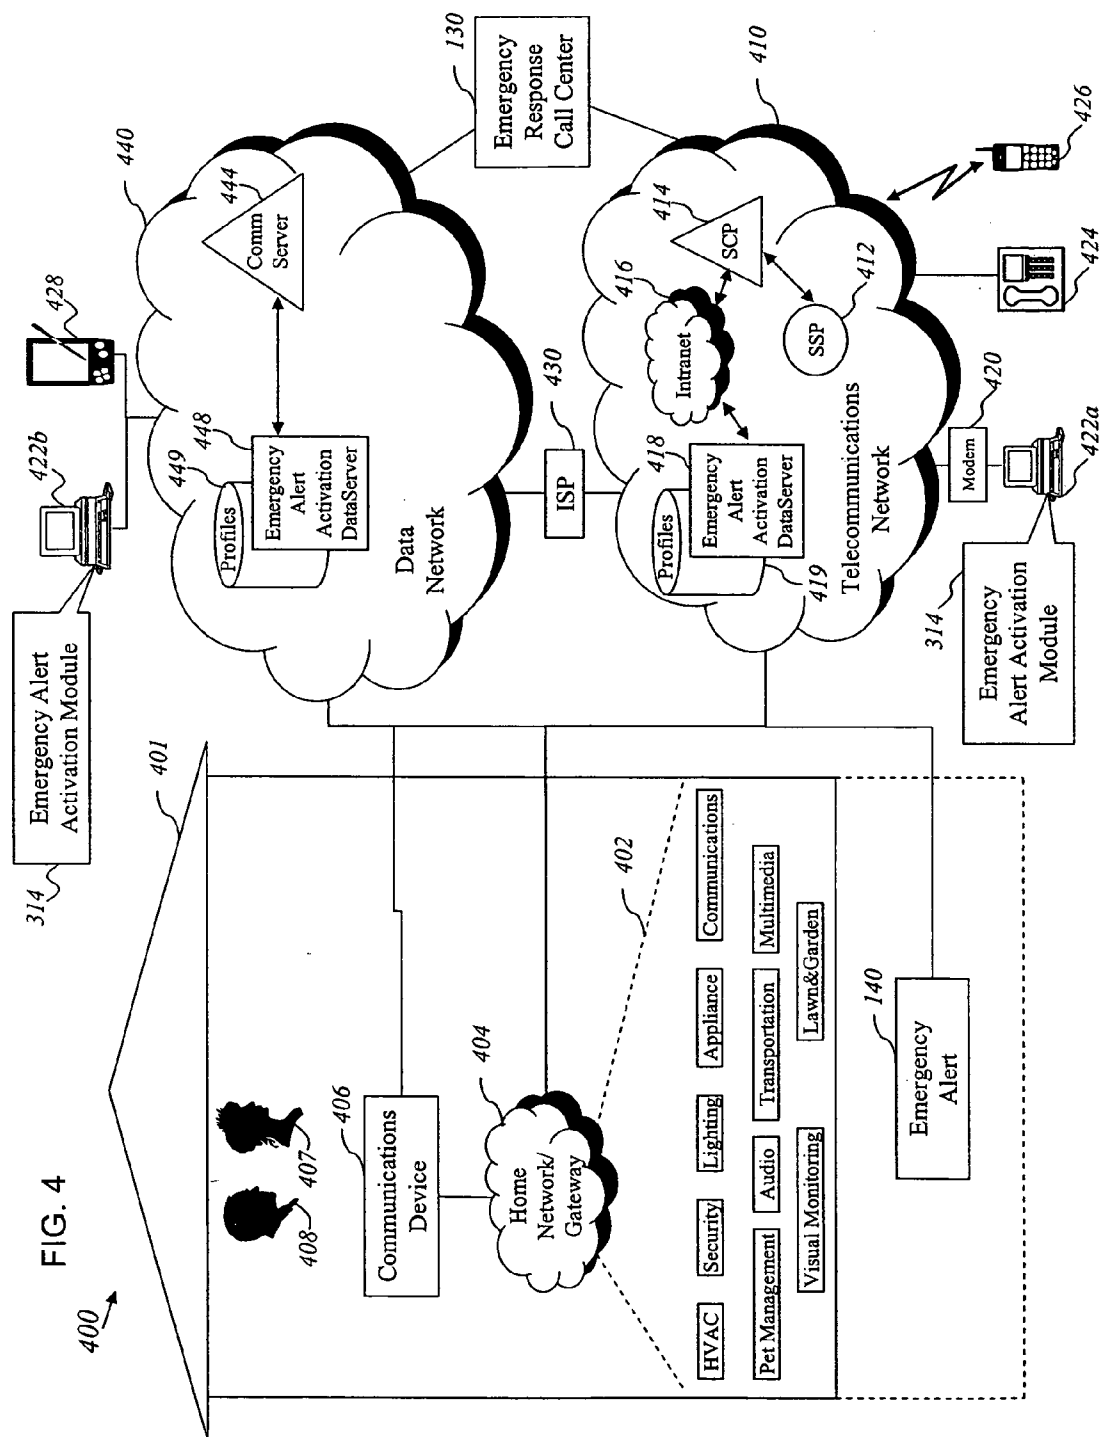 FIG. 4
400
401
408
407
Communications
Device
406
Home
Network/
Gateway
404
402
HVAC
Security
Lighting
Appliance
Communications
Pet Management
Audio
Transportation
Multimedia
Visual Monitoring
Lawn&Garden
Emergency
Alert
140
314
Emergency Alert
Activation Module
422b
428
440
Profiles
449
448
Emergency
Alert
Activation
DataServer
Comm
Server
444
Data
Network
ISP
430
Emergency
Response
Call Center
130
410
Profiles
418
Emergency
Alert
Activation
DataServer
419
Intranet
416
SCP
414
SSP
412
Telecommunications
Network
Modem
420
422a
424
426
314
Emergency
Alert Activation
Module